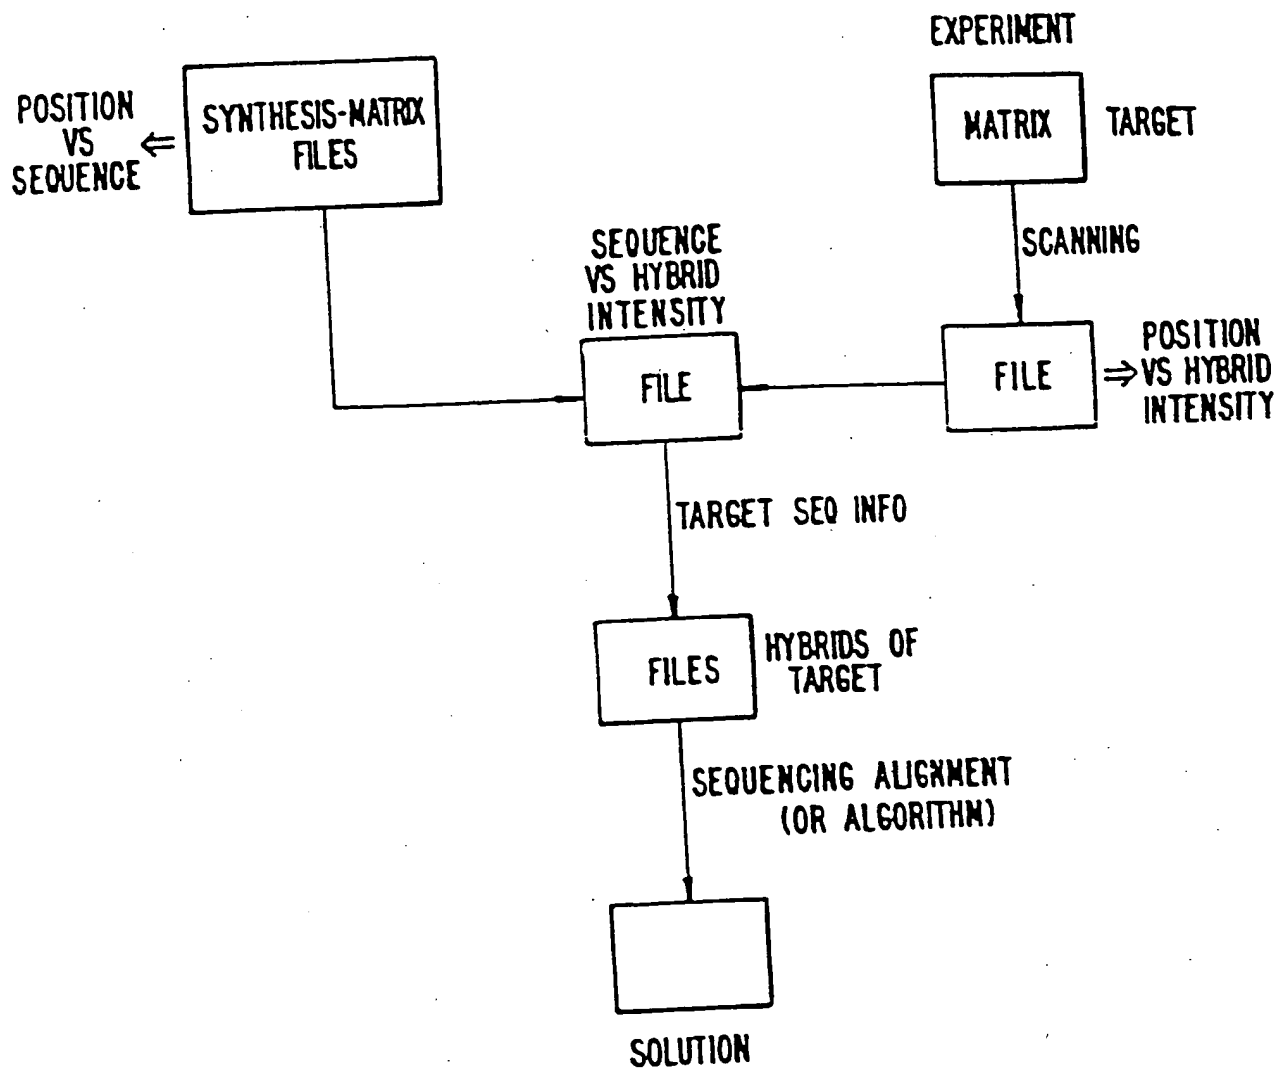 EXPERIMENT
POSITION
VS
SEQUENCE
SYNTHESIS-MATRIX
FILES
MATRIX
TARGET
SCANNING
SEQUENCE
VS HYBRID
INTENSITY
FILE
FILE
POSITION
VS HYBRID
INTENSITY
TARGET SEQ INFO
FILES
HYBRIDS OF
TARGET
SEQUENCING ALIGNMENT
(OR ALGORITHM)
SOLUTION